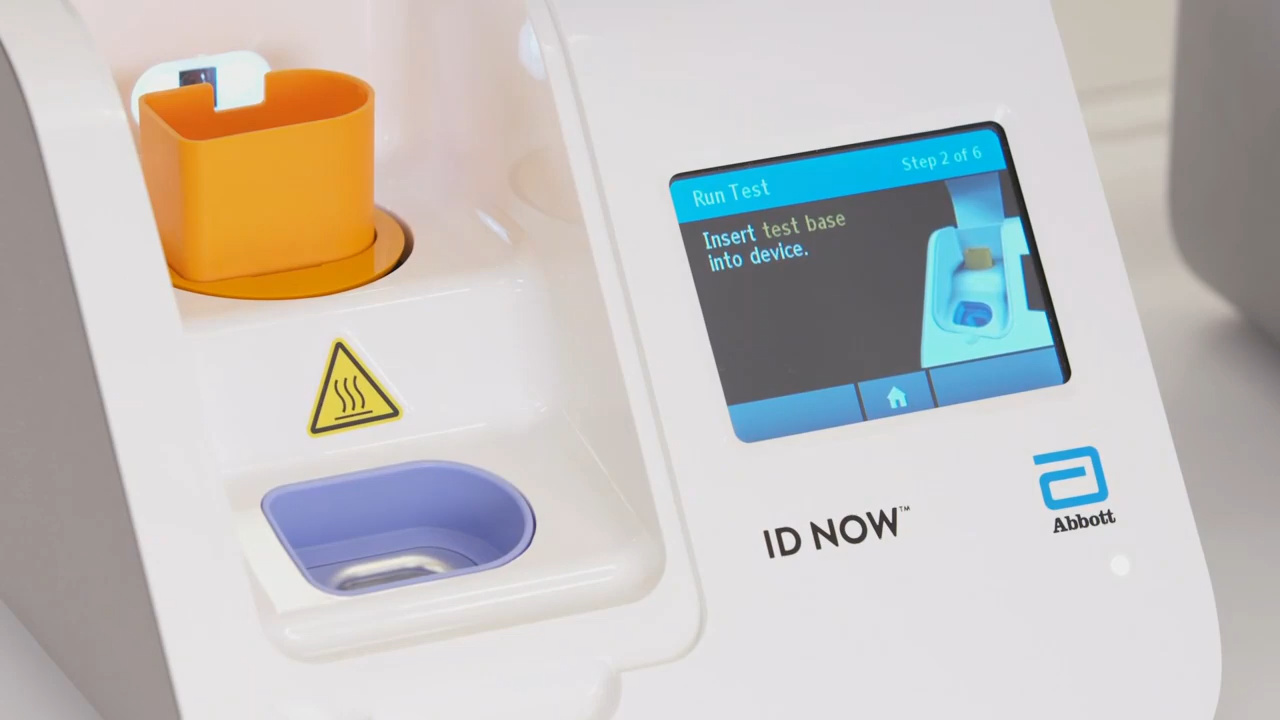 Run Test
Step 2 of 6
Insert test base
into device.
ID NOW™
Abbott